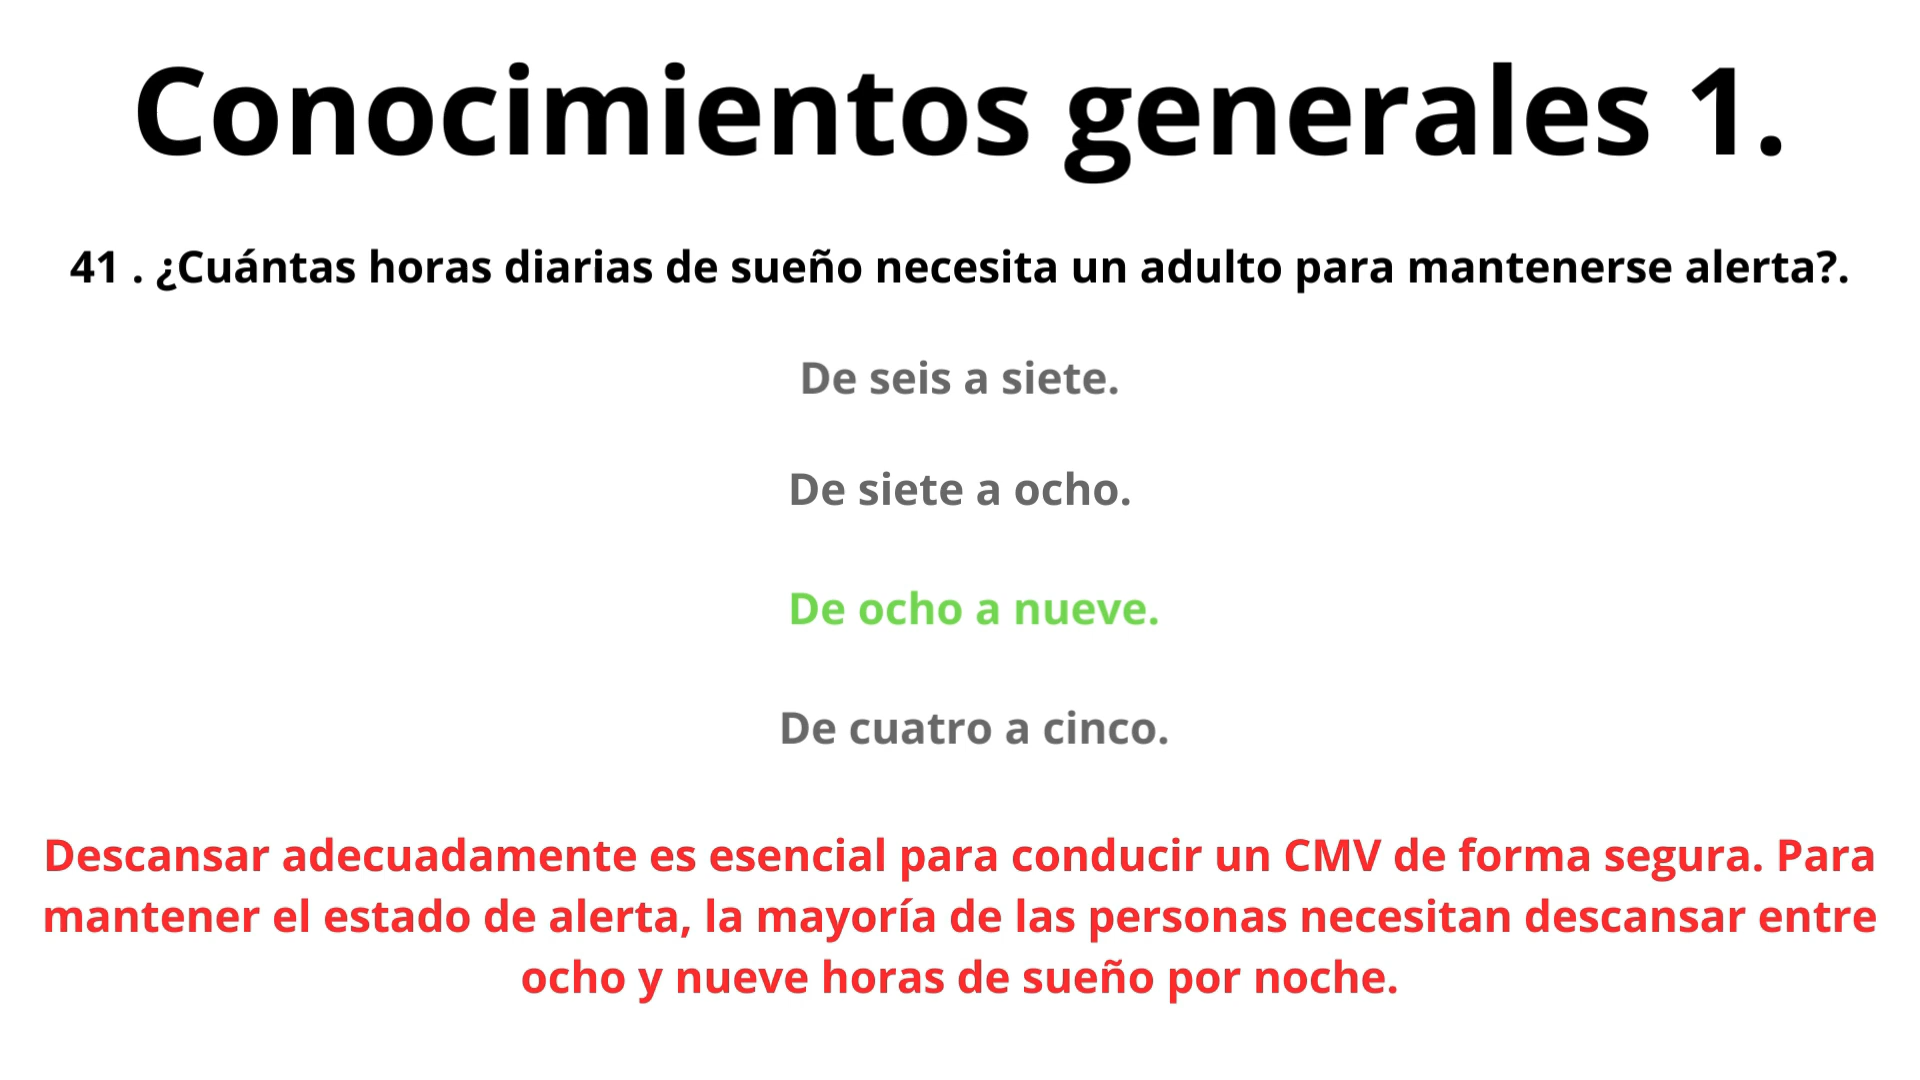 Conocimientos generales 1.
41 . ¿Cuántas horas diarias de sueño necesita un adulto para mantenerse alerta?.
De seis a siete.
De siete a ocho.
De ocho a nueve.
De cuatro a cinco.
Descansar adecuadamente es esencial para conducir un CMV de forma segura. Para
mantener el estado de alerta, la mayoría de las personas necesitan descansar entre
ocho y nueve horas de sueño por noche.